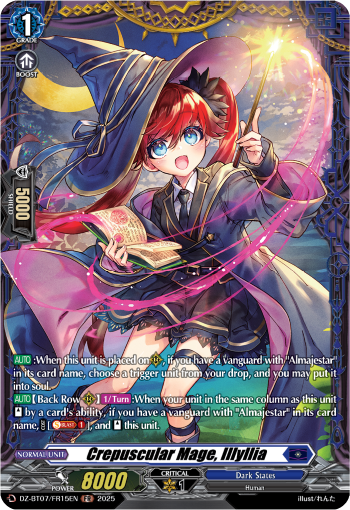 1
GRADE
BOOST
5000
SHIELD
AUTO:When this unit is placed on R, if you have a vanguard with "Almajestar"
in its card name, choose a trigger unit from your drop, and you may put it
into soul.
AUTO【Back Row R】1/Turn:When your unit in the same column as this unit
by a card's ability, if you have a vanguard with "Almajestar" in its card
name, [BLAST 1], and this unit.
NORMAL UNIT
Crepuscular Mage, Illyllia
POWER
8000
CRITICAL
1
Dark States
Human
DZ-BT07/FR15EN FR 2025
illust/れんた